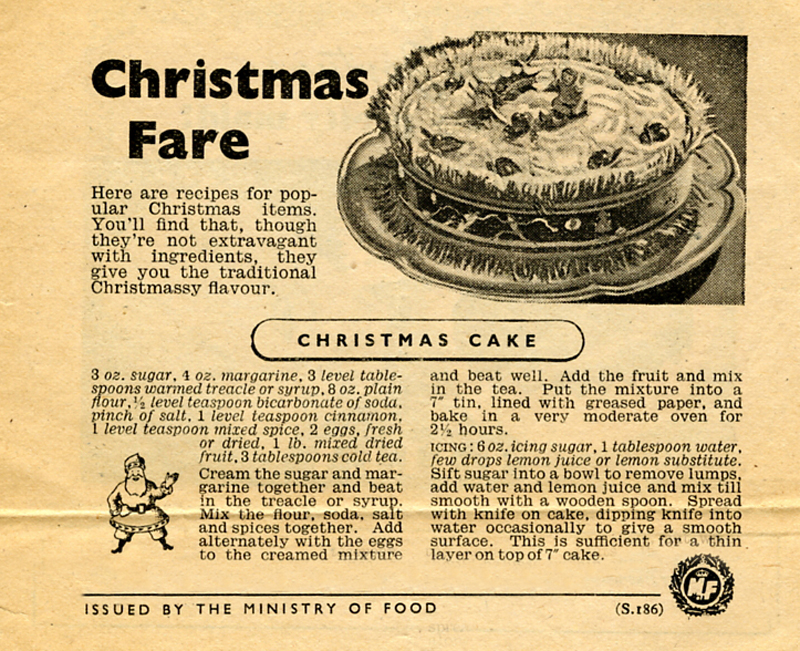 Christmas
Fare
Here are recipes for pop-
ular Christmas items.
You'll find that, though
they're not extravagant
with ingredients, they
give you the traditional
Christmassy flavour.
CHRISTMAS CAKE
3 oz. sugar, 4 oz. margarine, 3 level table-
spoons warmed treacle or syrup, 8 oz. plain
flour, ½ level teaspoon bicarbonate of soda,
pinch of salt, 1 level teaspoon cinnamon,
1 level teaspoon mixed spice, 2 eggs, fresh
or dried, 1 lb. mixed dried
fruit, 3 tablespoons cold tea.
Cream the sugar and mar-
garine together and beat
in the treacle or syrup.
Mix the flour, soda, salt
and spices together. Add
alternately with the eggs
to the creamed mixture
and beat well. Add the fruit and mix
in the tea. Put the mixture into a
7″ tin, lined with greased paper, and
bake in a very moderate oven for
2½ hours.
ICING: 6 oz. icing sugar, 1 tablespoon water,
few drops lemon juice or lemon substitute.
Sift sugar into a bowl to remove lumps,
add water and lemon juice and mix till
smooth with a wooden spoon. Spread
with knife on cake, dipping knife into
water occasionally to give a smooth
surface. This is sufficient for a thin
layer on top of 7″ cake.
ISSUED BY THE MINISTRY OF FOOD
(S.186)
MF